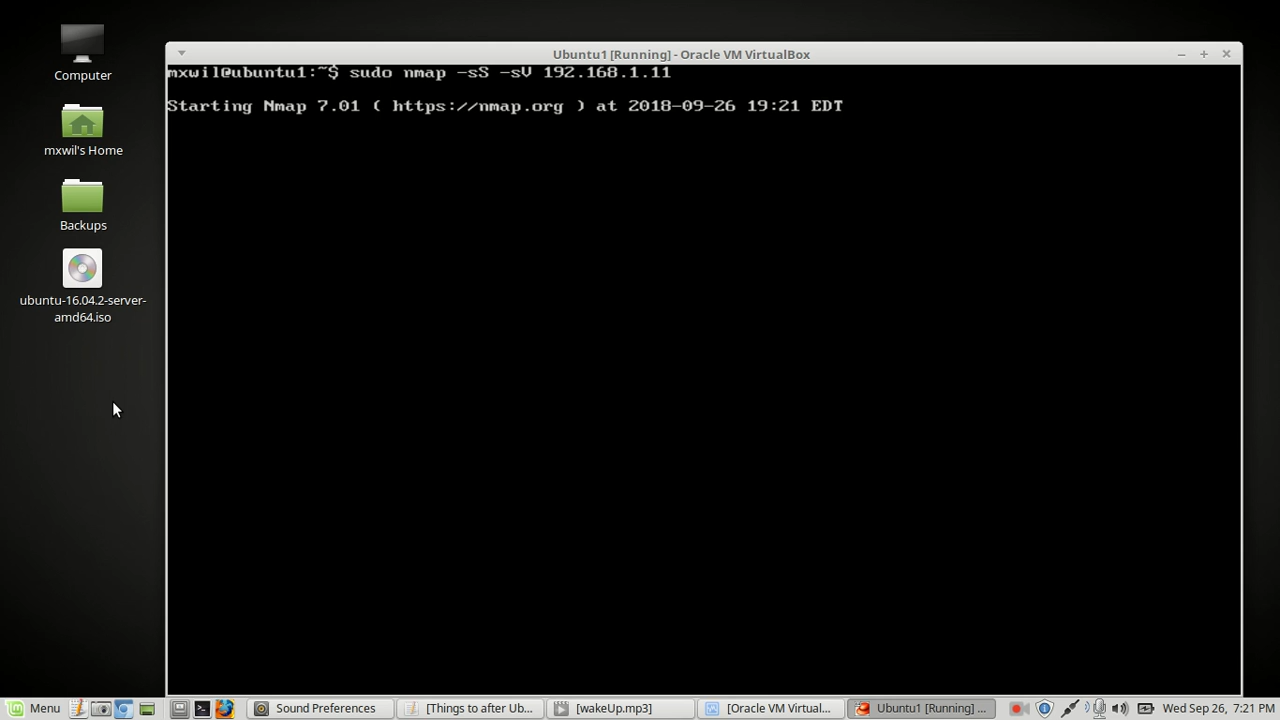 Computer
mxwil's Home
Backups
ubuntu-16.04.2-server-
amd64.iso
Ubuntu1 [Running] - Oracle VM VirtualBox
mxwil@ubuntu1:~$ sudo nmap -sS -sV 192.168.1.11
Starting Nmap 7.01 ( https://nmap.org ) at 2018-09-26 19:21 EDT
Menu
Sound Preferences
[Things to after Ub...
[wakeUp.mp3]
[Oracle VM Virtual...
Ubuntu1 [Running] ...
Wed Sep 26, 7:21 PM